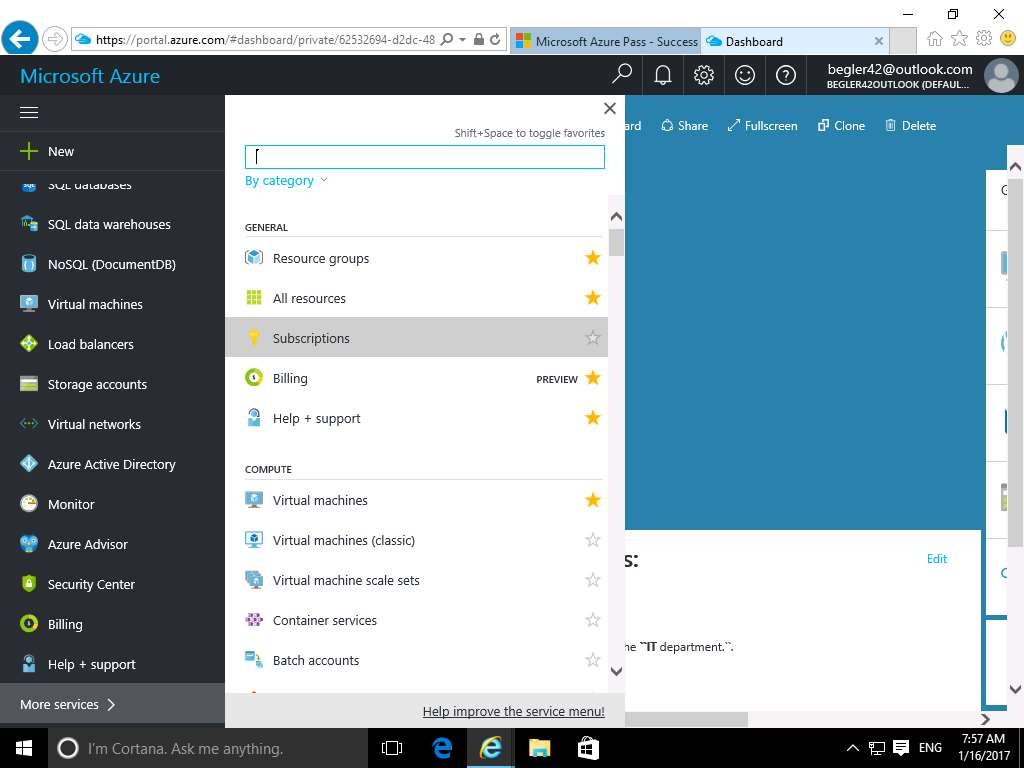 https://portal.azure.com/#dashboard/private/62532694-d2dc-48
Microsoft Azure Pass - Success
Dashboard
Microsoft Azure
begler42@outlook.com
BEGLER42OUTLOOK (DEFAUL...
New
SQL databases
SQL data warehouses
NoSQL (DocumentDB)
Virtual machines
Load balancers
Storage accounts
Virtual networks
Azure Active Directory
Monitor
Azure Advisor
Security Center
Billing
Help + support
More services
Shift+Space to toggle favorites
By category
GENERAL
Resource groups
All resources
Subscriptions
Billing PREVIEW
Help + support
COMPUTE
Virtual machines
Virtual machines (classic)
Virtual machine scale sets
Container services
Batch accounts
Help improve the service menu!
ard Share Fullscreen Clone Delete
s: Edit
he ``IT department.``.
I'm Cortana. Ask me anything.
ENG
7:57 AM
1/16/2017